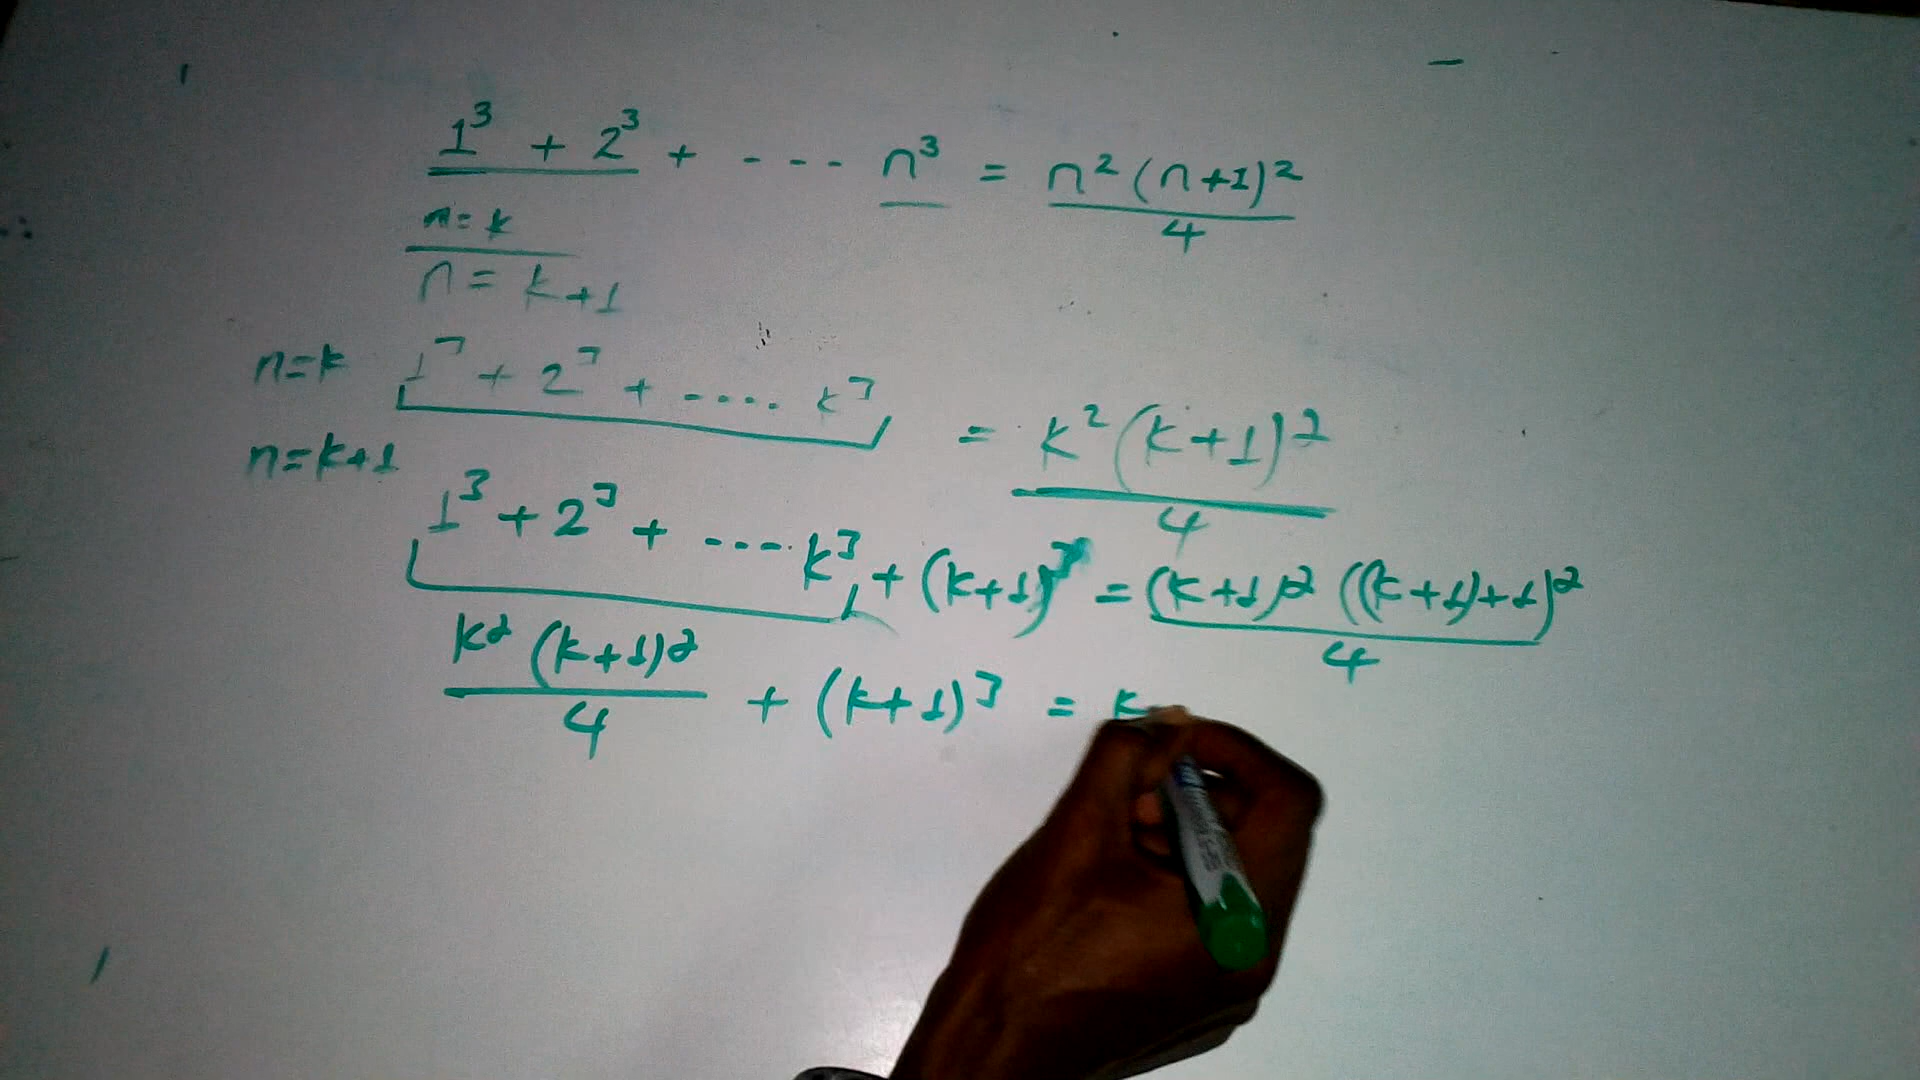 1³ + 2³ + - - - n³ = n²(n+1)²/4
n=k
n = k+1
n=k 1³ + 2³ + ..... k³ = k²(k+1)²/4
n=k+1
1³ + 2³ + ---. k³ + (k+1)³ = (k+1)²((k+1)+1)²/4
k²(k+1)²/4 + (k+1)³ = k